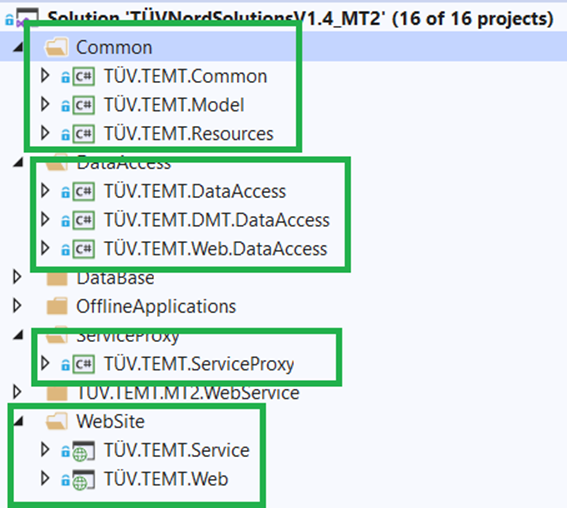 Solution 'TÜVNordSolutionsV1.4_MT2' (16 of 16 projects)
Common
C# TÜV.TEMT.Common
C# TÜV.TEMT.Model
C# TÜV.TEMT.Resources
DataAccess
C# TÜV.TEMT.DataAccess
C# TÜV.TEMT.DMT.DataAccess
C# TÜV.TEMT.Web.DataAccess
DataBase
OfflineApplications
ServiceProxy
C# TÜV.TEMT.ServiceProxy
TÜV.TEMT.MT2.WebService
WebSite
TÜV.TEMT.Service
TÜV.TEMT.Web